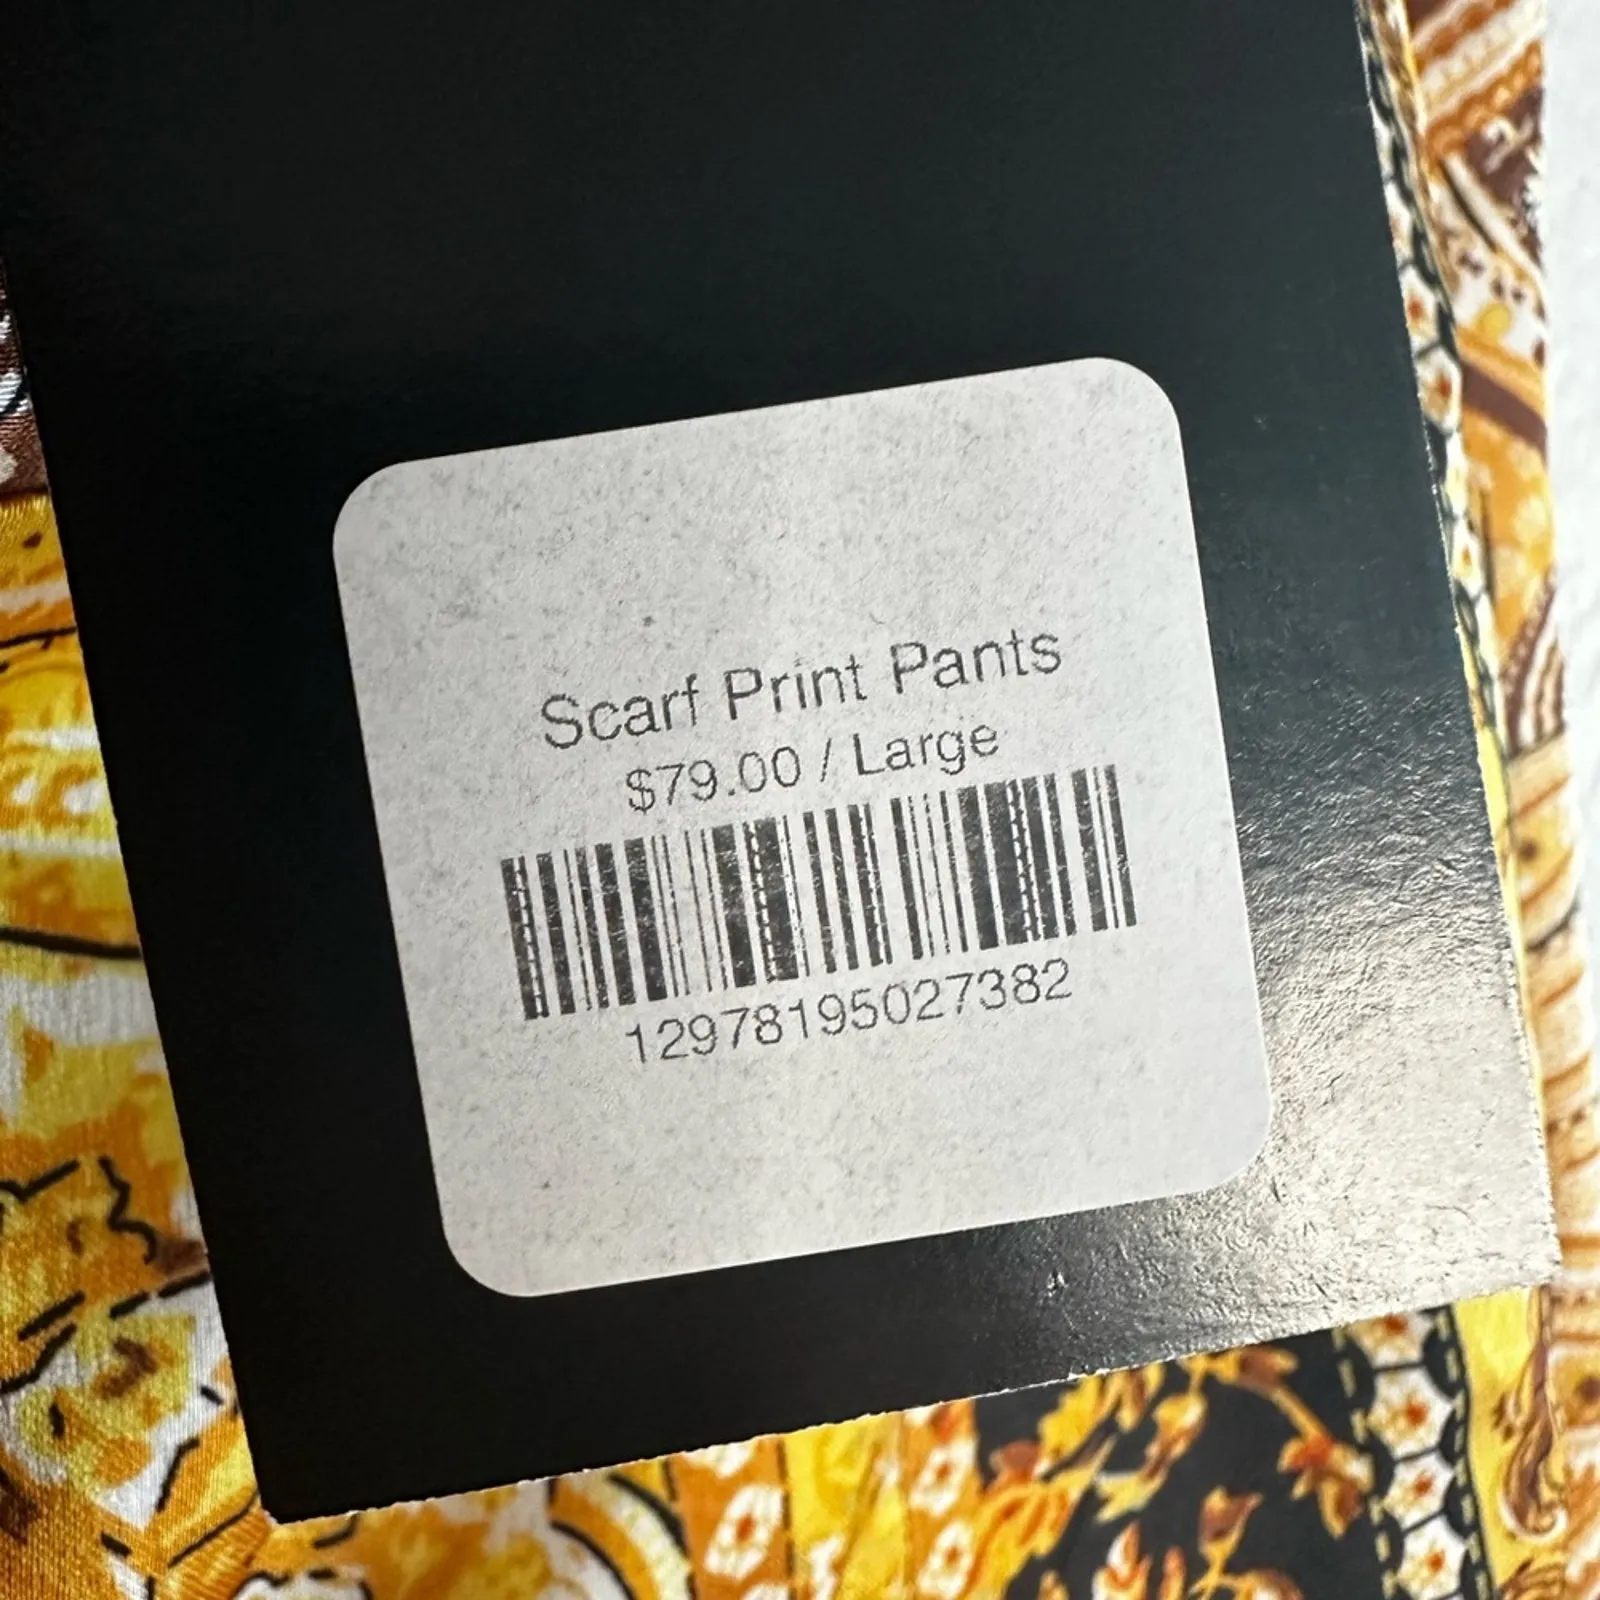 Scarf Print Pants
$79.00 / Large
12978195027382